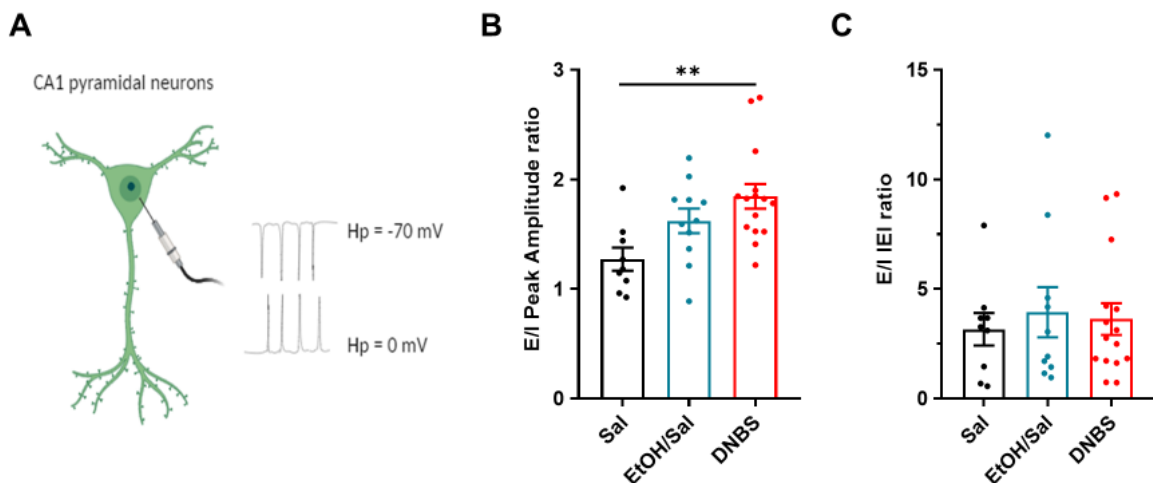 A
CA1 pyramidal neurons
Hp = -70 mV
Hp = 0 mV
B
E/I Peak Amplitude ratio
3
2
1
0
**
Sal
EtOH/Sal
DNBS
C
E/I IEI ratio
15
10
5
0
Sal
EtOH/Sal
DNBS